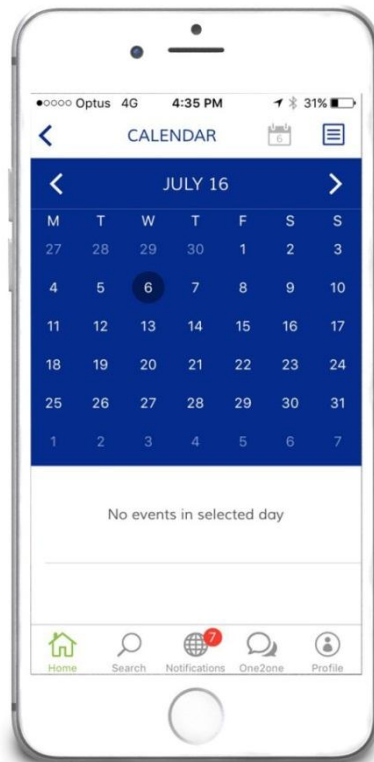 Optus 4G 4:35 PM 31%
CALENDAR 6
JULY 16
M T W T F S S
27 28 29 30 1 2 3
4 5 6 7 8 9 10
11 12 13 14 15 16 17
18 19 20 21 22 23 24
25 26 27 28 29 30 31
1 2 3 4 5 6 7
No events in selected day
7
Home Search Notifications One2one Profile